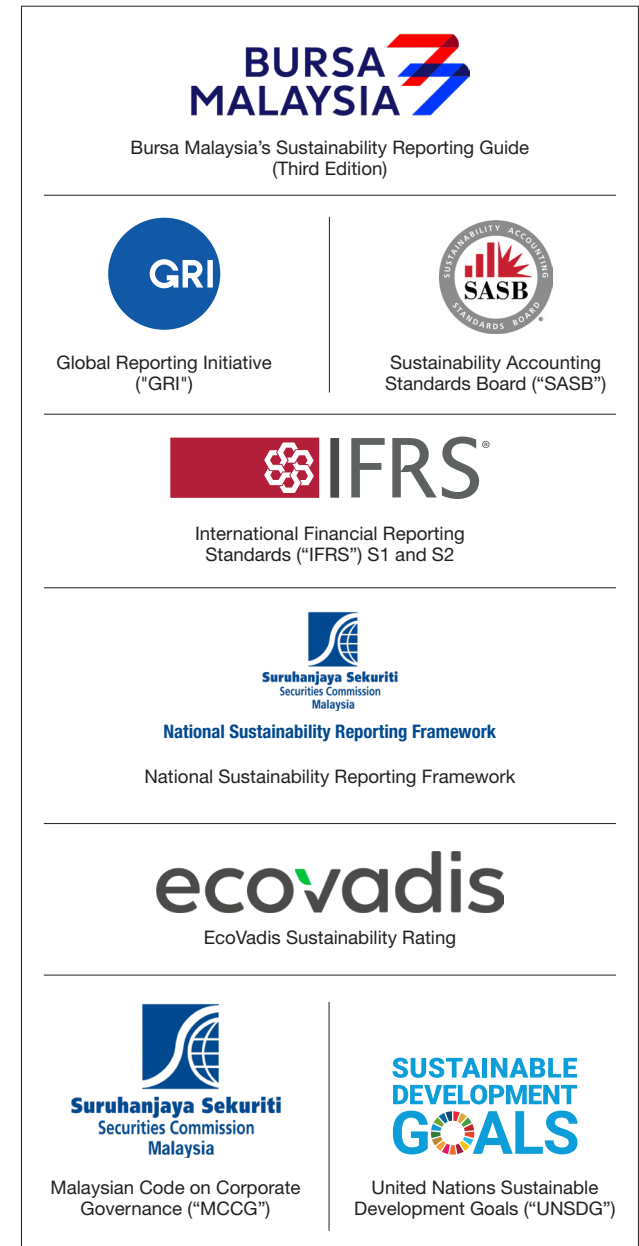 BURSA
MALAYSIA
Bursa Malaysia’s Sustainability Reporting Guide
(Third Edition)
GRI
Global Reporting Initiative
("GRI")
SUSTAINABILITY ACCOUNTING
SASB
STANDARDS BOARD
®
Sustainability Accounting
Standards Board (“SASB”)
IFRS®
International Financial Reporting
Standards (“IFRS”) S1 and S2
Suruhanjaya Sekuriti
Securities Commission
Malaysia
National Sustainability Reporting Framework
National Sustainability Reporting Framework
ecovadis
EcoVadis Sustainability Rating
Suruhanjaya Sekuriti
Securities Commission
Malaysia
Malaysian Code on Corporate
Governance (“MCCG”)
SUSTAINABLE
DEVELOPMENT
GOALS
United Nations Sustainable
Development Goals (“UNSDG”)